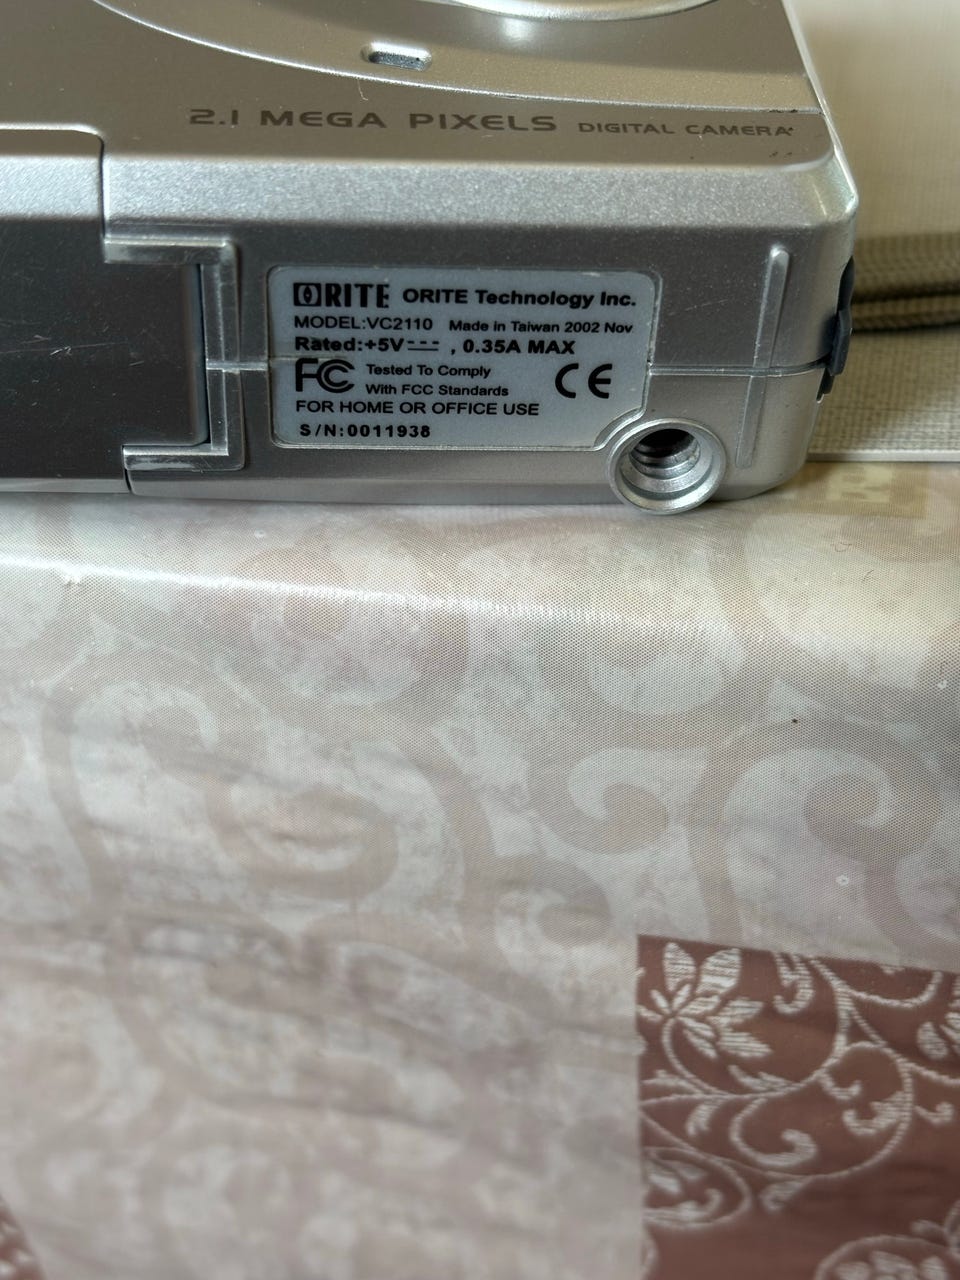 2.1 MEGA PIXELS DIGITAL CAMERA
ORITE ORITE Technology Inc.
MODEL:VC2110 Made in Taiwan 2002 Nov
Rated:+5V⎓, 0.35A MAX
FC Tested To Comply
With FCC Standards
CE
FOR HOME OR OFFICE USE
S/N:0011938